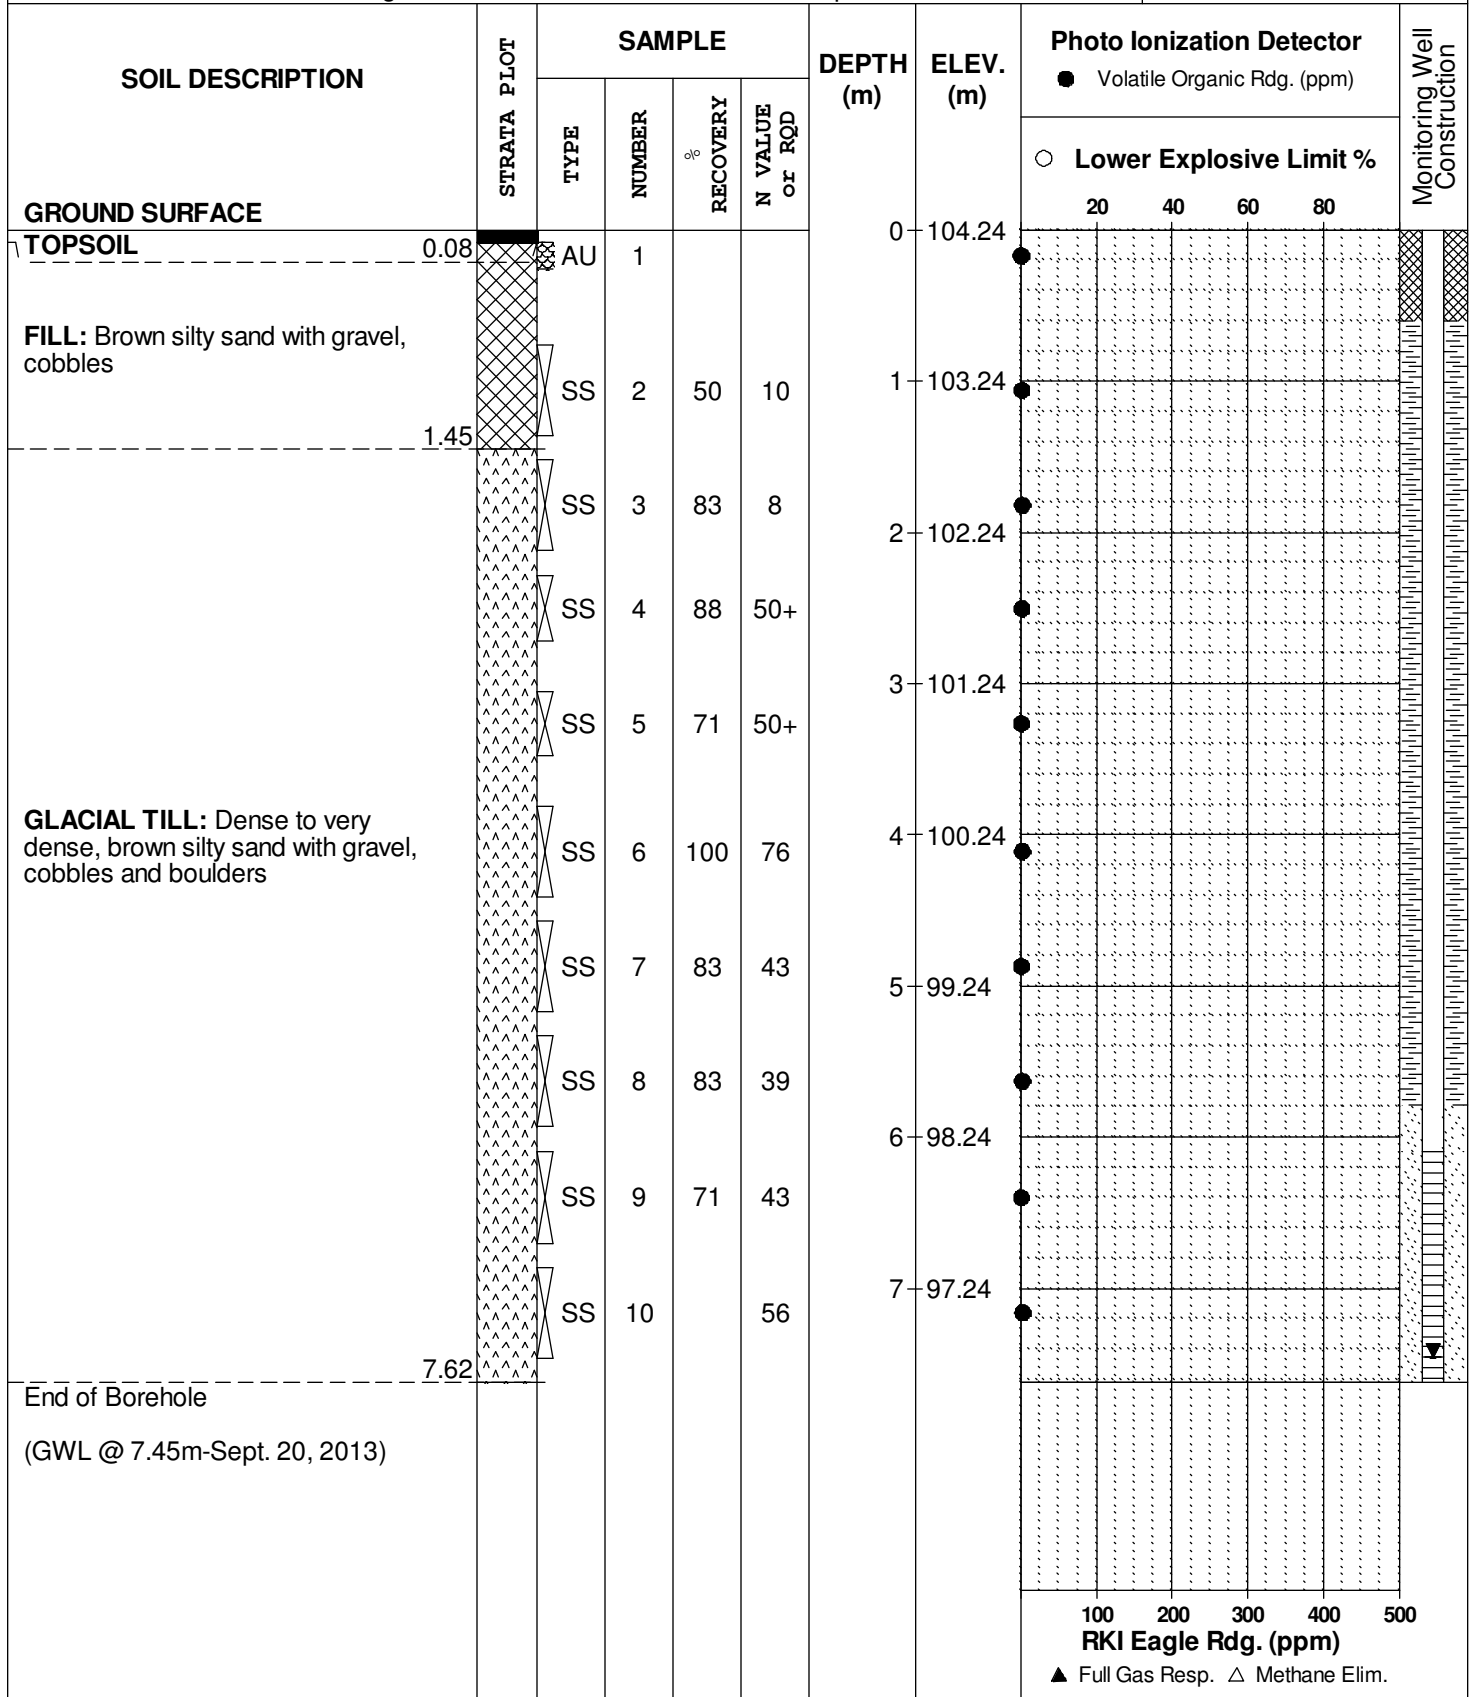 SOIL DESCRIPTION
GROUND SURFACE
STRATA PLOT
SAMPLE
TYPE
NUMBER
%
RECOVERY
N VALUE
or RQD
DEPTH
(m)
ELEV.
(m)
Photo Ionization Detector
● Volatile Organic Rdg. (ppm)
○ Lower Explosive Limit %
20 40 60 80
Monitoring Well
Construction
0 104.24
TOPSOIL 0.08
AU 1
FILL: Brown silty sand with gravel,
cobbles
1 103.24
SS 2 50 10
1.45
SS 3 83 8
2 102.24
SS 4 88 50+
3 101.24
SS 5 71 50+
GLACIAL TILL: Dense to very
dense, brown silty sand with gravel,
cobbles and boulders
4 100.24
SS 6 100 76
SS 7 83 43
5 99.24
SS 8 83 39
6 98.24
SS 9 71 43
7 97.24
SS 10 56
7.62
End of Borehole
(GWL @ 7.45m-Sept. 20, 2013)
100 200 300 400 500
RKI Eagle Rdg. (ppm)
▲ Full Gas Resp. △ Methane Elim.